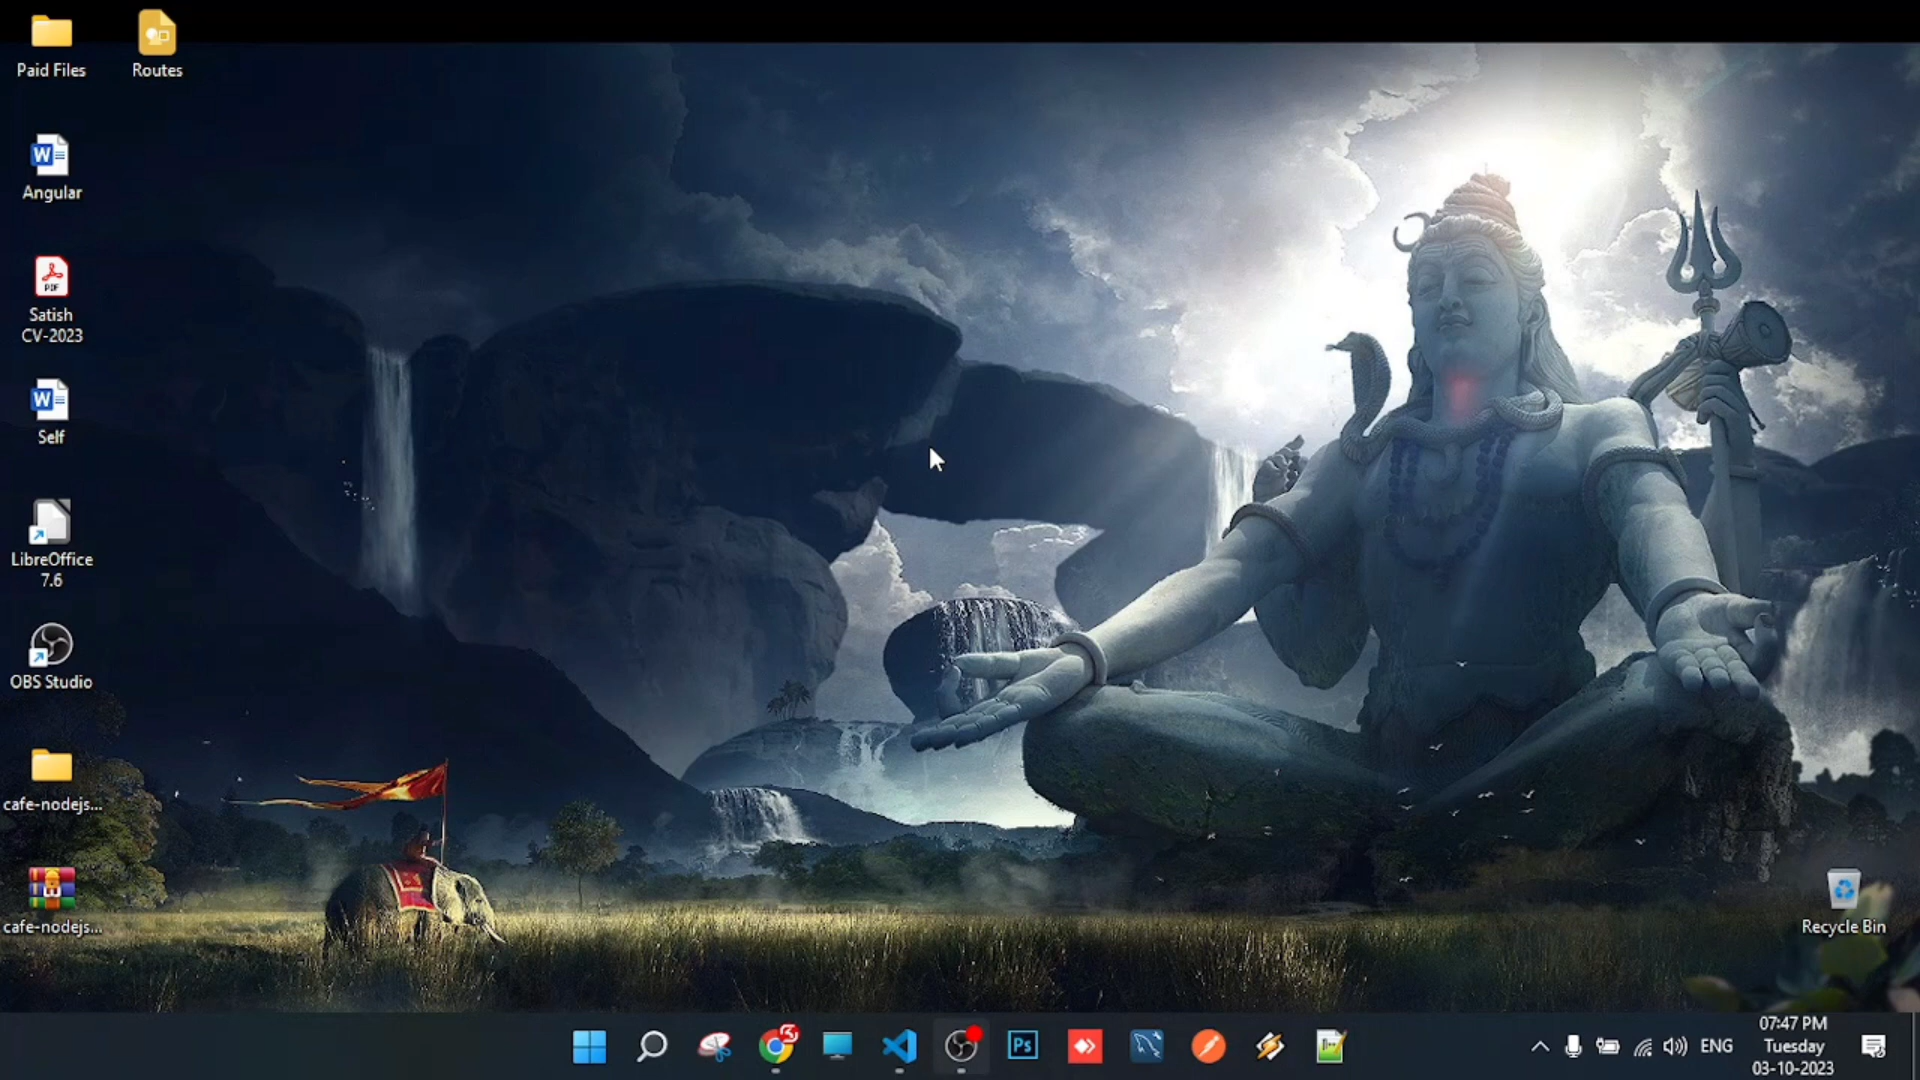 Paid Files
Routes
Angular
Satish
CV-2023
Self
LibreOffice
7.6
OBS Studio
cafe-nodejs...
cafe-nodejs...
Recycle Bin
Ps
ENG
07:47 PM
Tuesday
03-10-2023